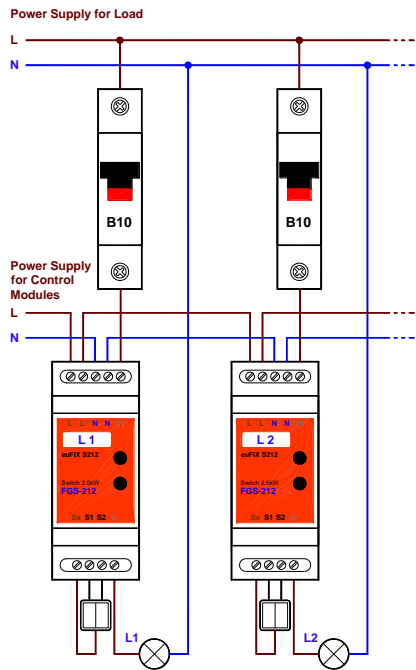 Power Supply for Load
L
N
B10 B10
Power Supply
for Control
Modules
L
N
L L N N
L L N N
L 1
L 2
euFIX S212
euFIX S212
Switch 2.5kW
FGS-212
Switch 2.5kW
FGS-212
Sx S1 S2
Sx S1 S2
L1
L2